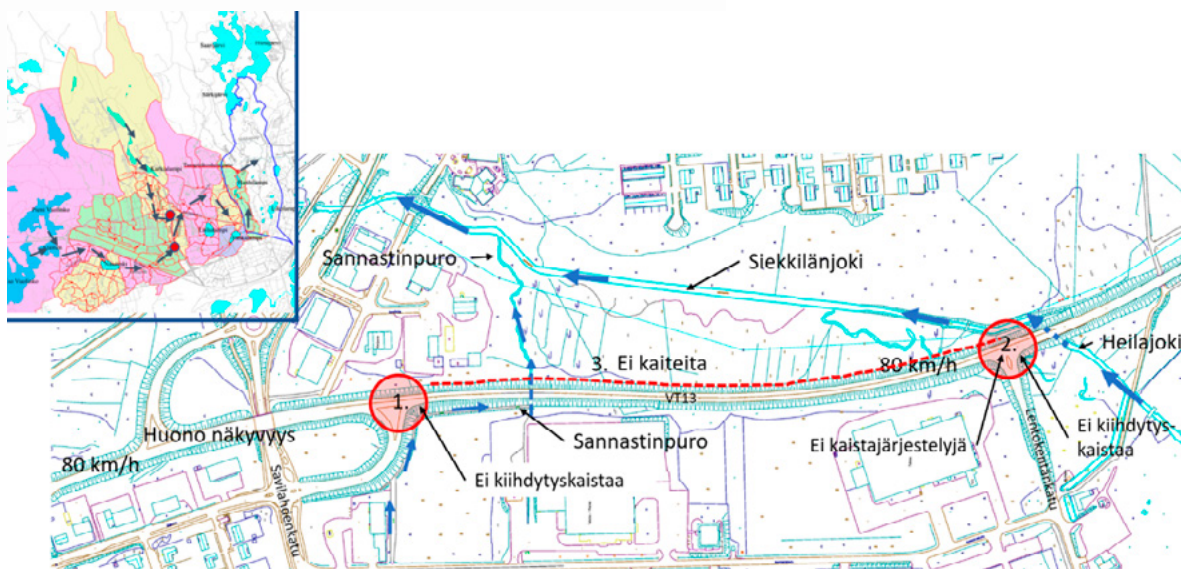 Sannastinpuro
Siekkilänjoki
Heilajoki
3. Ei kaiteita
80 km/h
2.
1.
VT13
Huono näkyvyys
Sannastinpuro
Ei kaistajärjestelyjä
Ei kiihdytys-
kaistaa
80 km/h
Ei kiihdytyskaistaa
Savilahdenkatu
Lentokentänkatu